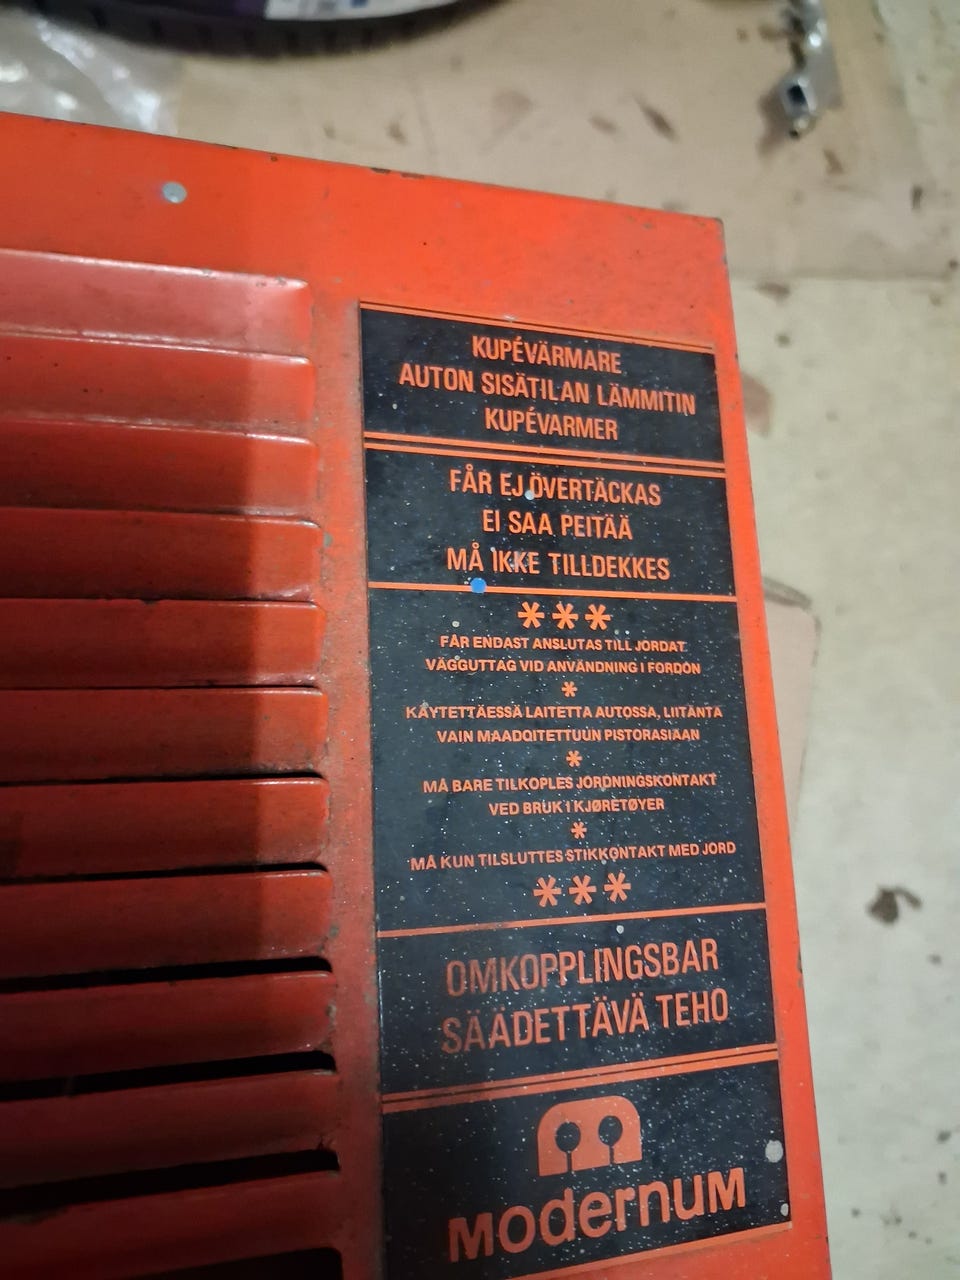 KUPÉVÄRMARE
AUTON SISÄTILAN LÄMMITIN
KUPÉVARMER
FÅR EJ ÖVERTÄCKAS
EI SAA PEITÄÄ
MÅ IKKE TILLDEKKES
***
FÅR ENDAST ANSLUTAS TILL JORDAT
VÄGGUTTAG VID ANVÄNDNING I FORDON
*
KÄYTETTÄESSÄ LAITETTA AUTOSSA, LIITÄNTÄ
VAIN MAADOITETTUUN PISTORASIAAN
*
MÅ BARE TILKOPLES JORDNINGSKONTAKT
VED BRUK I KJØRETØYER
*
MÅ KUN TILSLUTTES STIKKONTAKT MED JORD
***
OMKOPPLINGSBAR
SÄÄDETTÄVÄ TEHO
MODERNUM